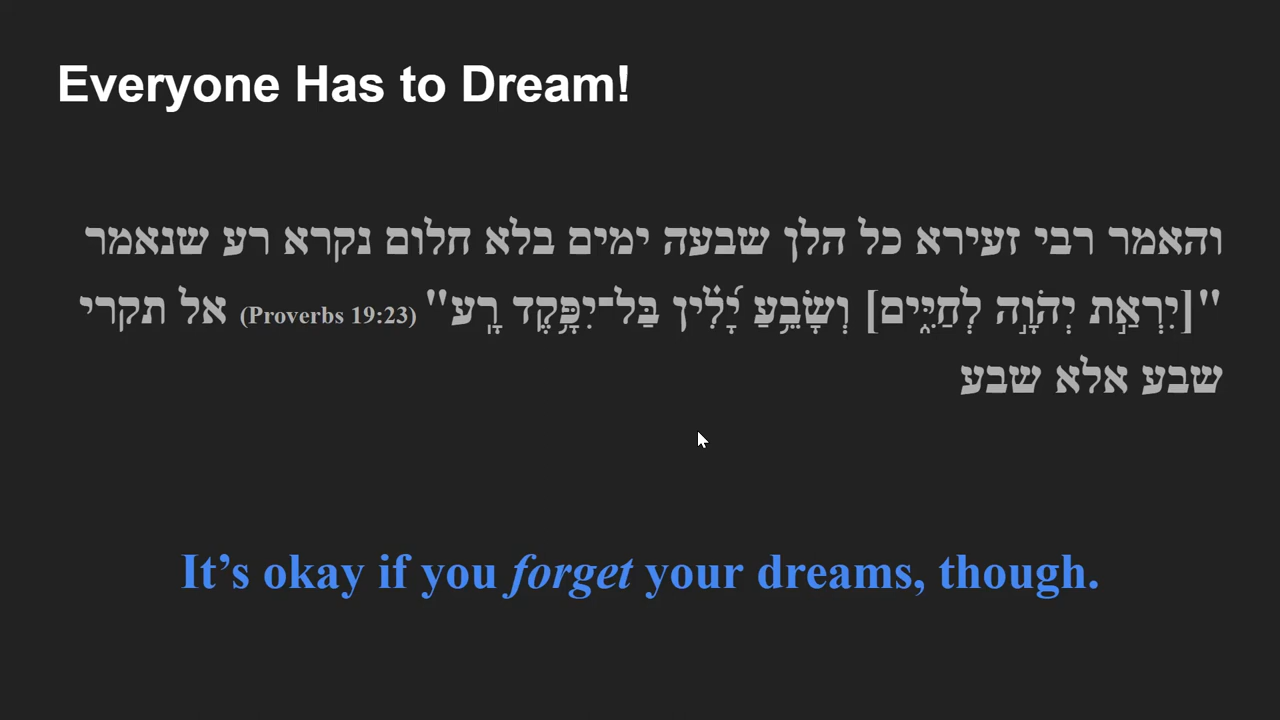 Everyone Has to Dream!
והאמר רבי זעירא כל הלן שבעה ימים בלא חלום נקרא רע שנאמר
"[יִרְאַ֣ת יְהֹוָ֣ה לְחַיִּ֑ים] וְשָׂבֵ֥עַ יָ֝לִ֗ין בַּל־יִפָּ֥קֶד רָֽע" (Proverbs 19:23) אל תקרי
שבע אלא שבע
It’s okay if you forget your dreams, though.